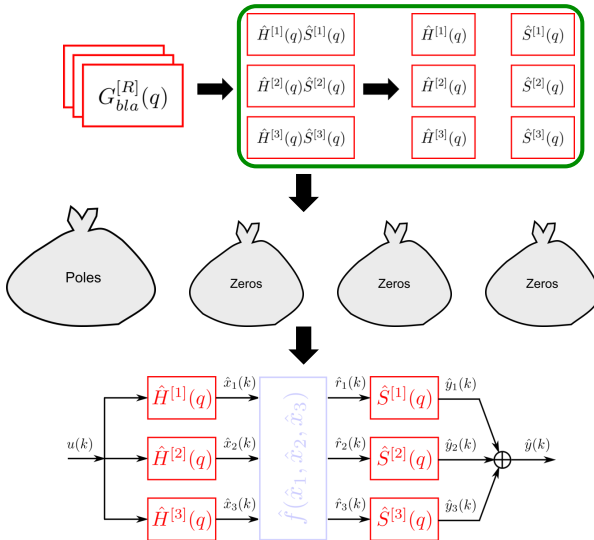 G_{bla}^{[R]}(q)
Ĥ^{[1]}(q)Ŝ^{[1]}(q) Ĥ^{[1]}(q) Ŝ^{[1]}(q)
Ĥ^{[2]}(q)Ŝ^{[2]}(q) Ĥ^{[2]}(q) Ŝ^{[2]}(q)
Ĥ^{[3]}(q)Ŝ^{[3]}(q) Ĥ^{[3]}(q) Ŝ^{[3]}(q)
Poles Zeros Zeros Zeros
Ĥ^{[1]}(q) x̂_1(k) r̂_1(k) Ŝ^{[1]}(q) ŷ_1(k)
u(k) Ĥ^{[2]}(q) x̂_2(k) f̂(x̂_1, x̂_2, x̂_3) r̂_2(k) Ŝ^{[2]}(q) ŷ_2(k) ŷ(k)
Ĥ^{[3]}(q) x̂_3(k) r̂_3(k) Ŝ^{[3]}(q) ŷ_3(k)